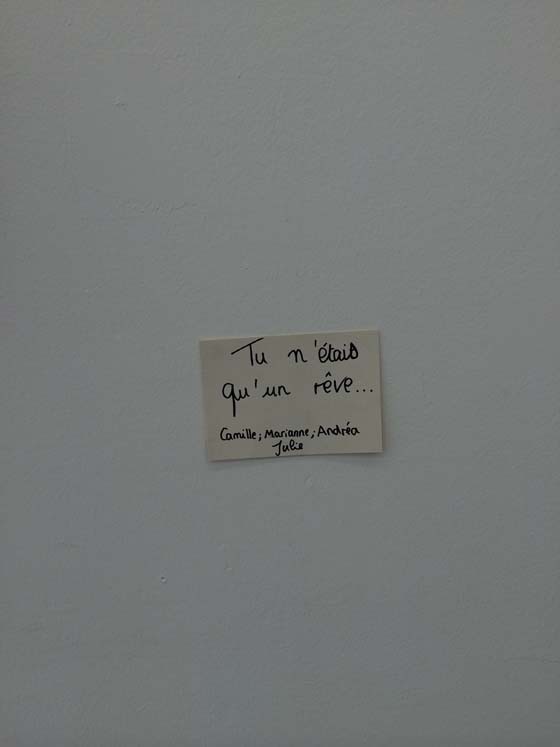 Tu n'étais
qu'un rêve...
Camille; Marianne; Andréa
Julie